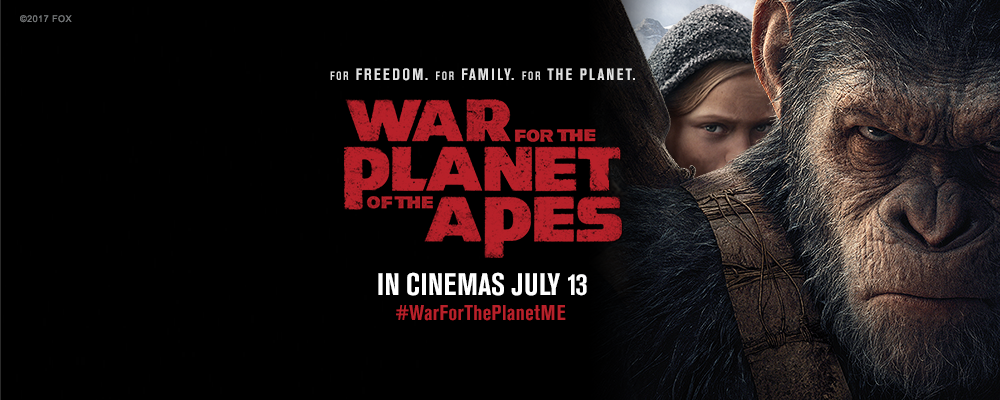 ©2017 FOX
FOR FREEDOM. FOR FAMILY. FOR THE PLANET.
WAR FOR THE
PLANET
OF THE APES
IN CINEMAS JULY 13
#WarForThePlanetME